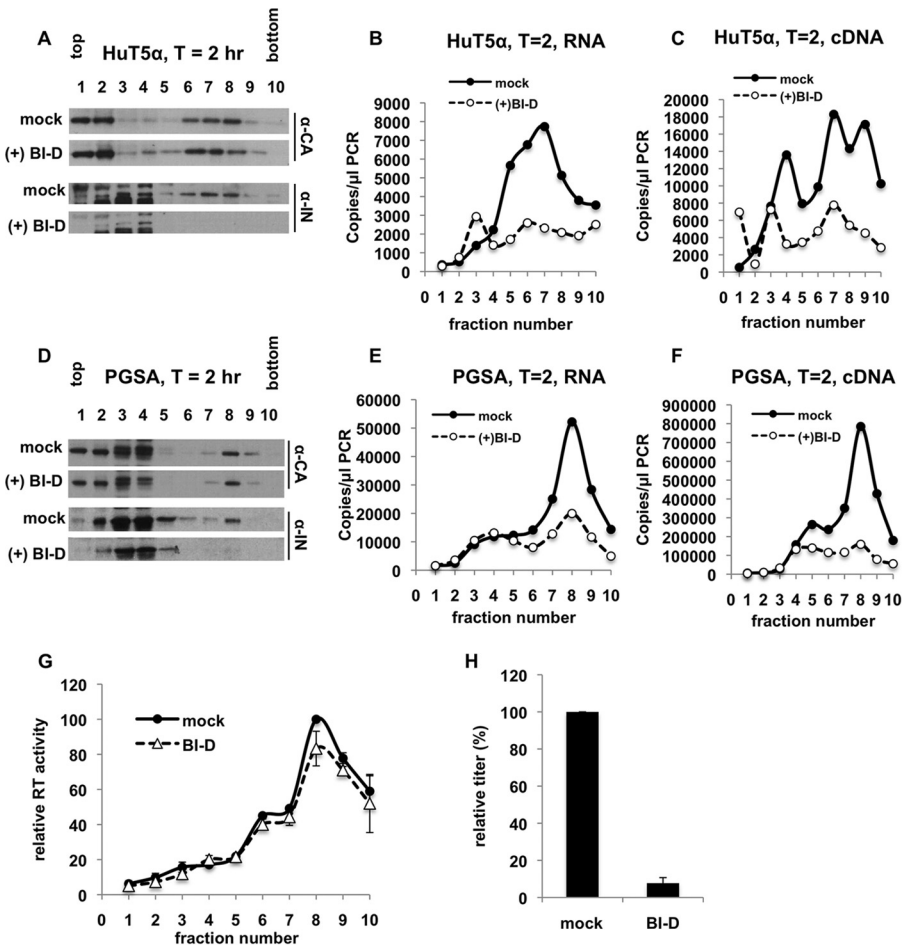 A
top
HuT5α, T = 2 hr
bottom
1 2 3 4 5 6 7 8 9 10
mock
(+) BI-D
α-CA
mock
(+) BI-D
α-IN
B
HuT5α, T=2, RNA
mock
(+)BI-D
Copies/µl PCR
9000
8000
7000
6000
5000
4000
3000
2000
1000
0
0 1 2 3 4 5 6 7 8 9 10
fraction number
C
HuT5α, T=2, cDNA
mock
(+)BI-D
Copies/µl PCR
20000
18000
16000
14000
12000
10000
8000
6000
4000
2000
0
0 1 2 3 4 5 6 7 8 9 10
fraction number
D
top
PGSA, T = 2 hr
bottom
1 2 3 4 5 6 7 8 9 10
mock
(+) BI-D
α-CA
mock
(+) BI-D
α-IN
E
PGSA, T=2, RNA
mock
(+)BI-D
Copies/µl PCR
60000
50000
40000
30000
20000
10000
0
0 1 2 3 4 5 6 7 8 9 10
fraction number
F
PGSA, T=2, cDNA
mock
(+)BI-D
Copies/µl PCR
900000
800000
700000
600000
500000
400000
300000
200000
100000
0
0 1 2 3 4 5 6 7 8 9 10
fraction number
G
mock
BI-D
relative RT activity
120
100
80
60
40
20
0
0 1 2 3 4 5 6 7 8 9 10
fraction number
H
relative titer (%)
120
100
80
60
40
20
0
mock BI-D